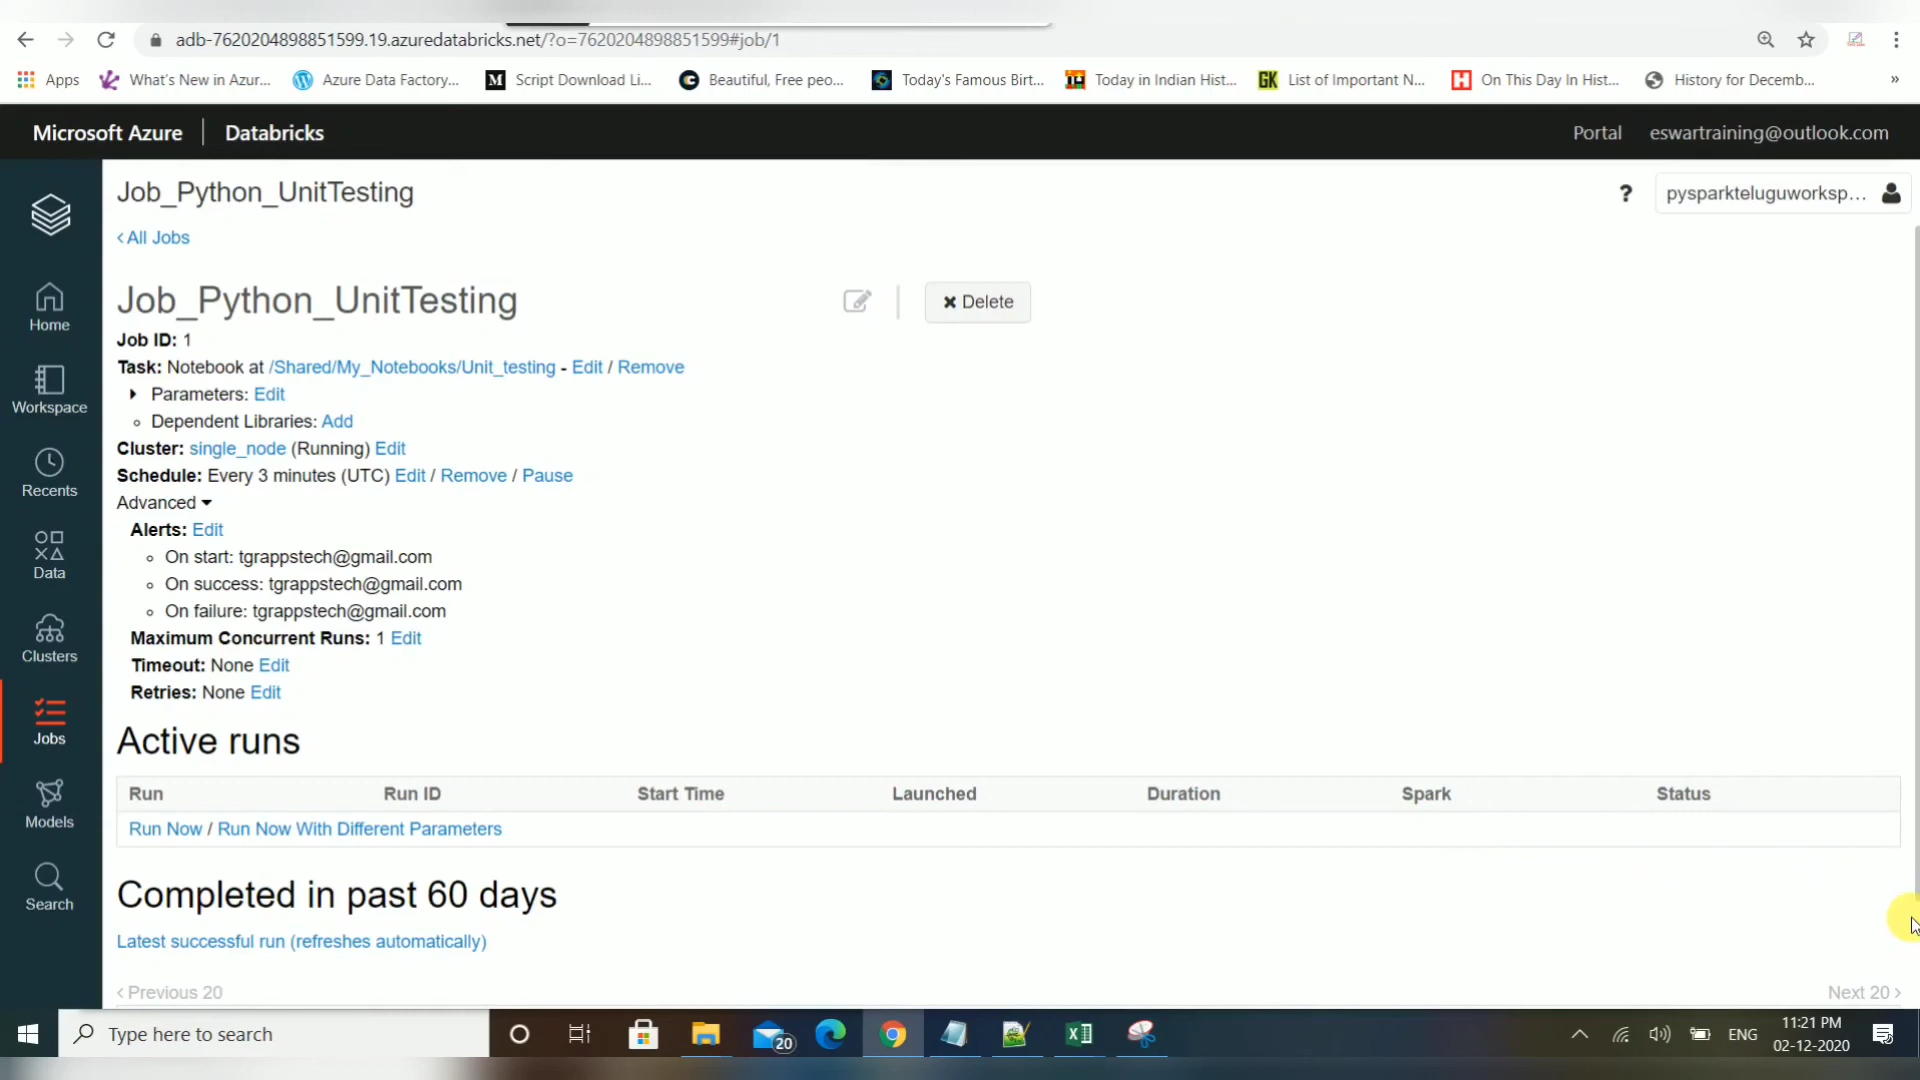 adb-7620204898851599.19.azuredatabricks.net/?o=7620204898851599#job/1
Apps What's New in Azur... Azure Data Factory... Script Download Li... Beautiful, Free peo... Today's Famous Birt... Today in Indian Hist... List of Important N... On This Day In Hist... History for Decemb... »
Microsoft Azure Databricks Portal eswartraining@outlook.com
Job_Python_UnitTesting ? pysparkteluguworksp...
‹ All Jobs
Job_Python_UnitTesting Delete
Job ID: 1
Task: Notebook at /Shared/My_Notebooks/Unit_testing - Edit / Remove
Parameters: Edit
Dependent Libraries: Add
Cluster: single_node (Running) Edit
Schedule: Every 3 minutes (UTC) Edit / Remove / Pause
Advanced
Alerts: Edit
On start: tgrappstech@gmail.com
On success: tgrappstech@gmail.com
On failure: tgrappstech@gmail.com
Maximum Concurrent Runs: 1 Edit
Timeout: None Edit
Retries: None Edit
Active runs
Run Run ID Start Time Launched Duration Spark Status
Run Now / Run Now With Different Parameters
Completed in past 60 days
Latest successful run (refreshes automatically)
‹ Previous 20 Next 20 ›
Home
Workspace
Recents
Data
Clusters
Jobs
Models
Search
Type here to search 20 ENG 11:21 PM
02-12-2020